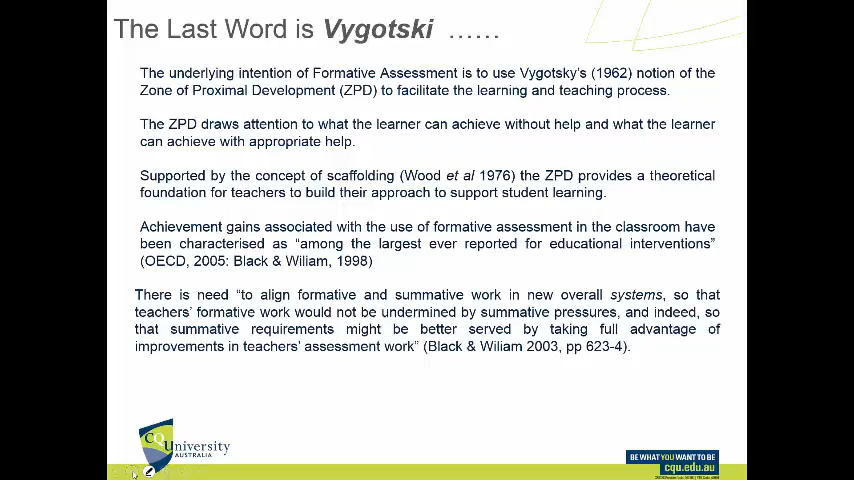 The Last Word is Vygotski ……
The underlying intention of Formative Assessment is to use Vygotsky's (1962) notion of the
Zone of Proximal Development (ZPD) to facilitate the learning and teaching process.
The ZPD draws attention to what the learner can achieve without help and what the learner
can achieve with appropriate help.
Supported by the concept of scaffolding (Wood et al 1976) the ZPD provides a theoretical
foundation for teachers to build their approach to support student learning.
Achievement gains associated with the use of formative assessment in the classroom have
been characterised as “among the largest ever reported for educational interventions”
(OECD, 2005: Black & Wiliam, 1998)
There is need “to align formative and summative work in new overall systems, so that
teachers’ formative work would not be undermined by summative pressures, and indeed, so
that summative requirements might be better served by taking full advantage of
improvements in teachers’ assessment work” (Black & Wiliam 2003, pp 623-4).
CQUniversity
AUSTRALIA
BE WHAT YOU WANT TO BE
cqu.edu.au